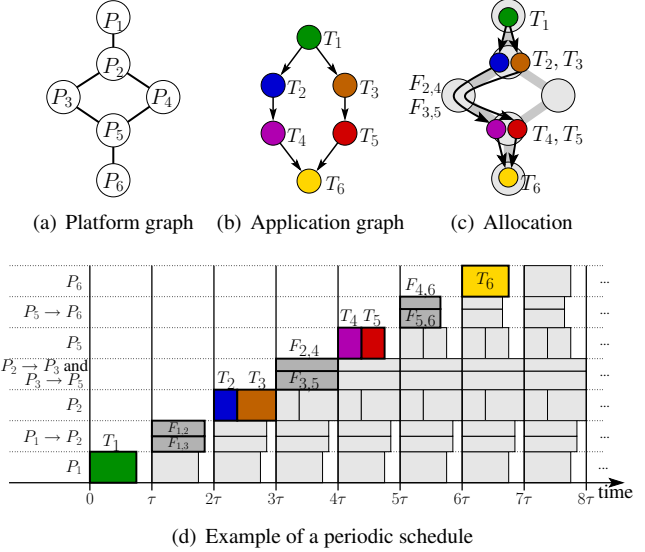 P1
P2
P3
P4
P5
P6
(a) Platform graph
T1
T2
T3
T4
T5
T6
(b) Application graph
T1
T2, T3
F2,4
F3,5
T4, T5
T6
(c) Allocation
P6
P5 → P6
P5
P2 → P3 and
P3 → P5
P2
P1 → P2
P1
T1
F1,2
F1,3
T2 T3
F2,4
F3,5
T4 T5
F4,6
F5,6
T6
...
...
...
...
...
...
...
0 τ 2τ 3τ 4τ 5τ 6τ 7τ 8τ time
(d) Example of a periodic schedule